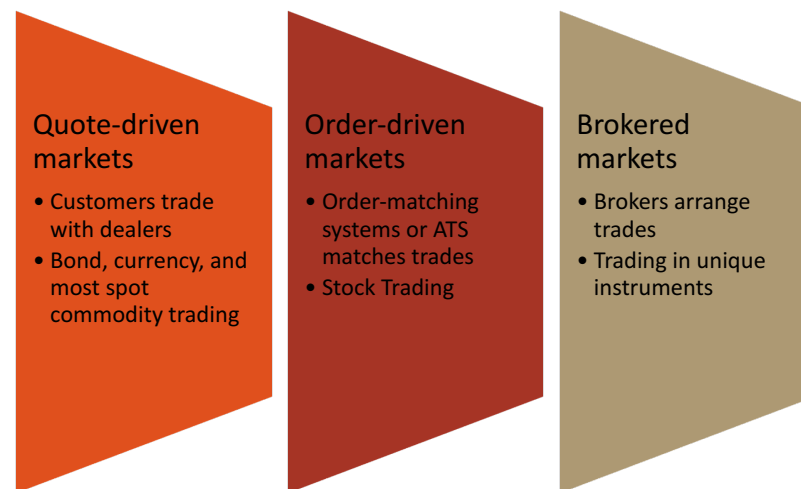 Quote-driven
markets
• Customers trade
with dealers
• Bond, currency, and
most spot
commodity trading
Order-driven
markets
• Order-matching
systems or ATS
matches trades
• Stock Trading
Brokered
markets
• Brokers arrange
trades
• Trading in unique
instruments